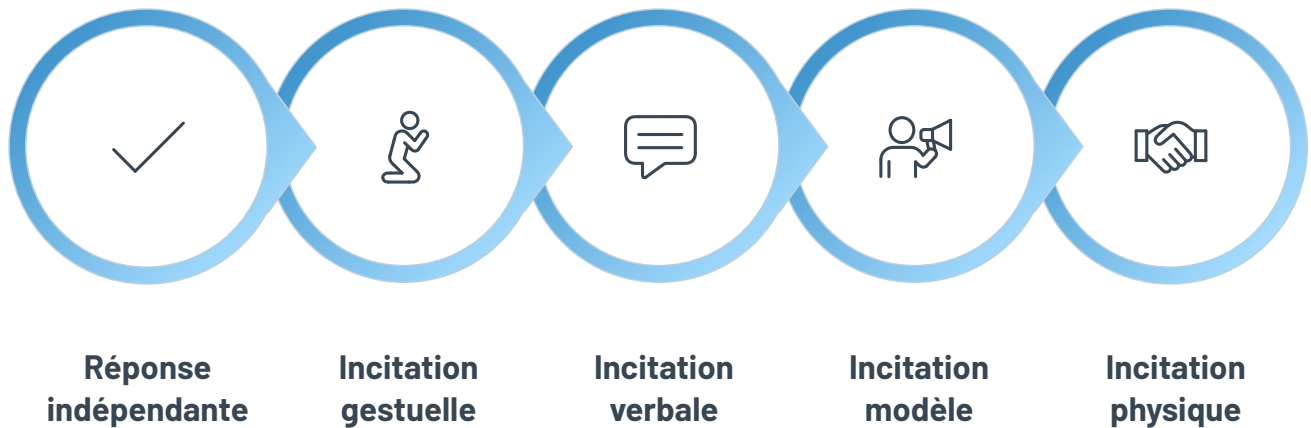 Réponse
indépendante
Incitation
gestuelle
Incitation
verbale
Incitation
modèle
Incitation
physique